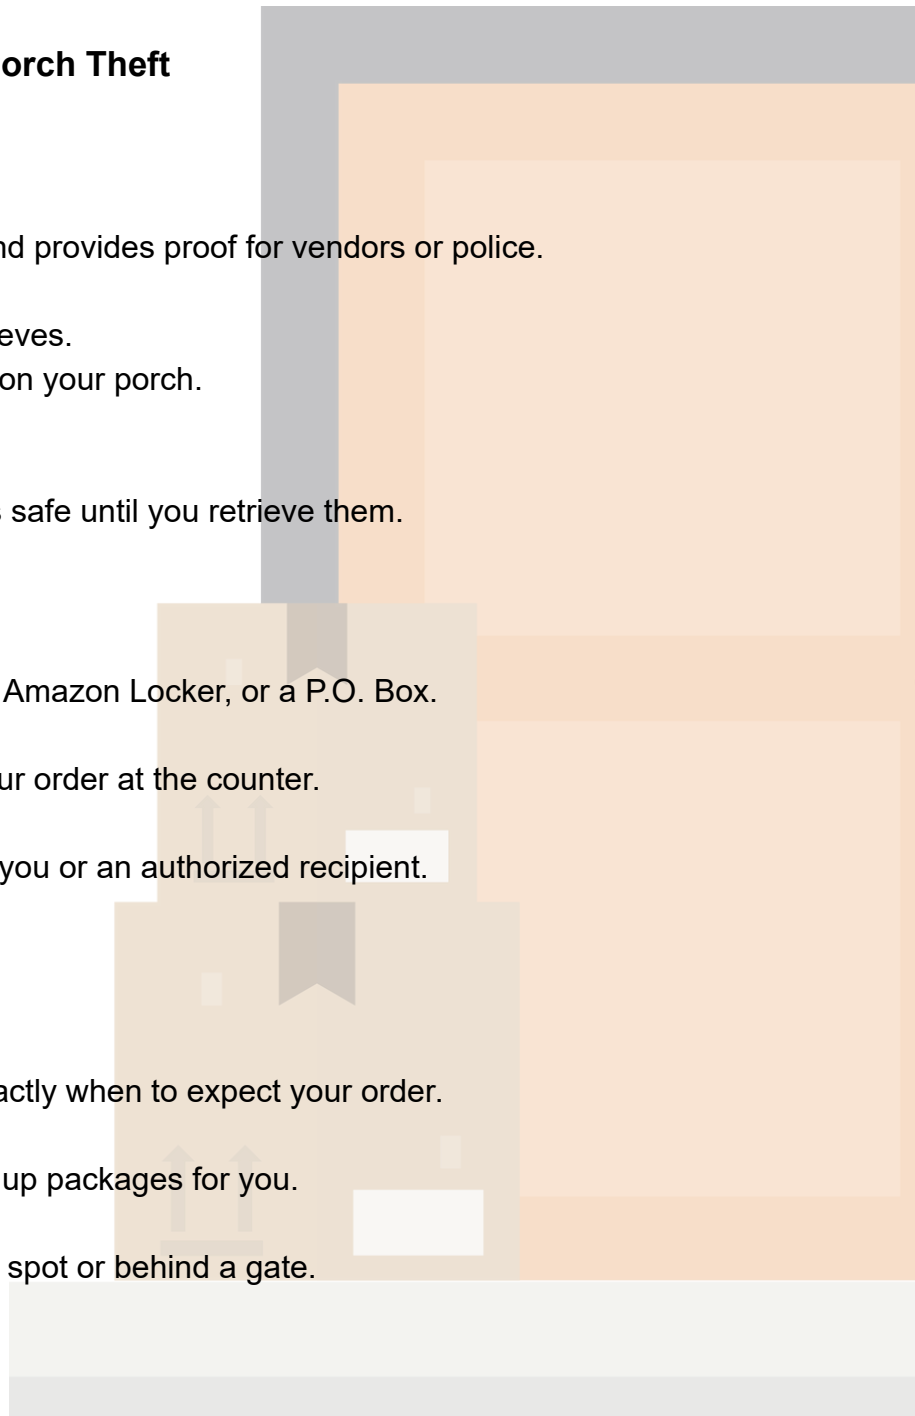 orch Theft
nd provides proof for vendors or police.
eves.
on your porch.
s safe until you retrieve them.
Amazon Locker, or a P.O. Box.
ur order at the counter.
you or an authorized recipient.
actly when to expect your order.
up packages for you.
spot or behind a gate.